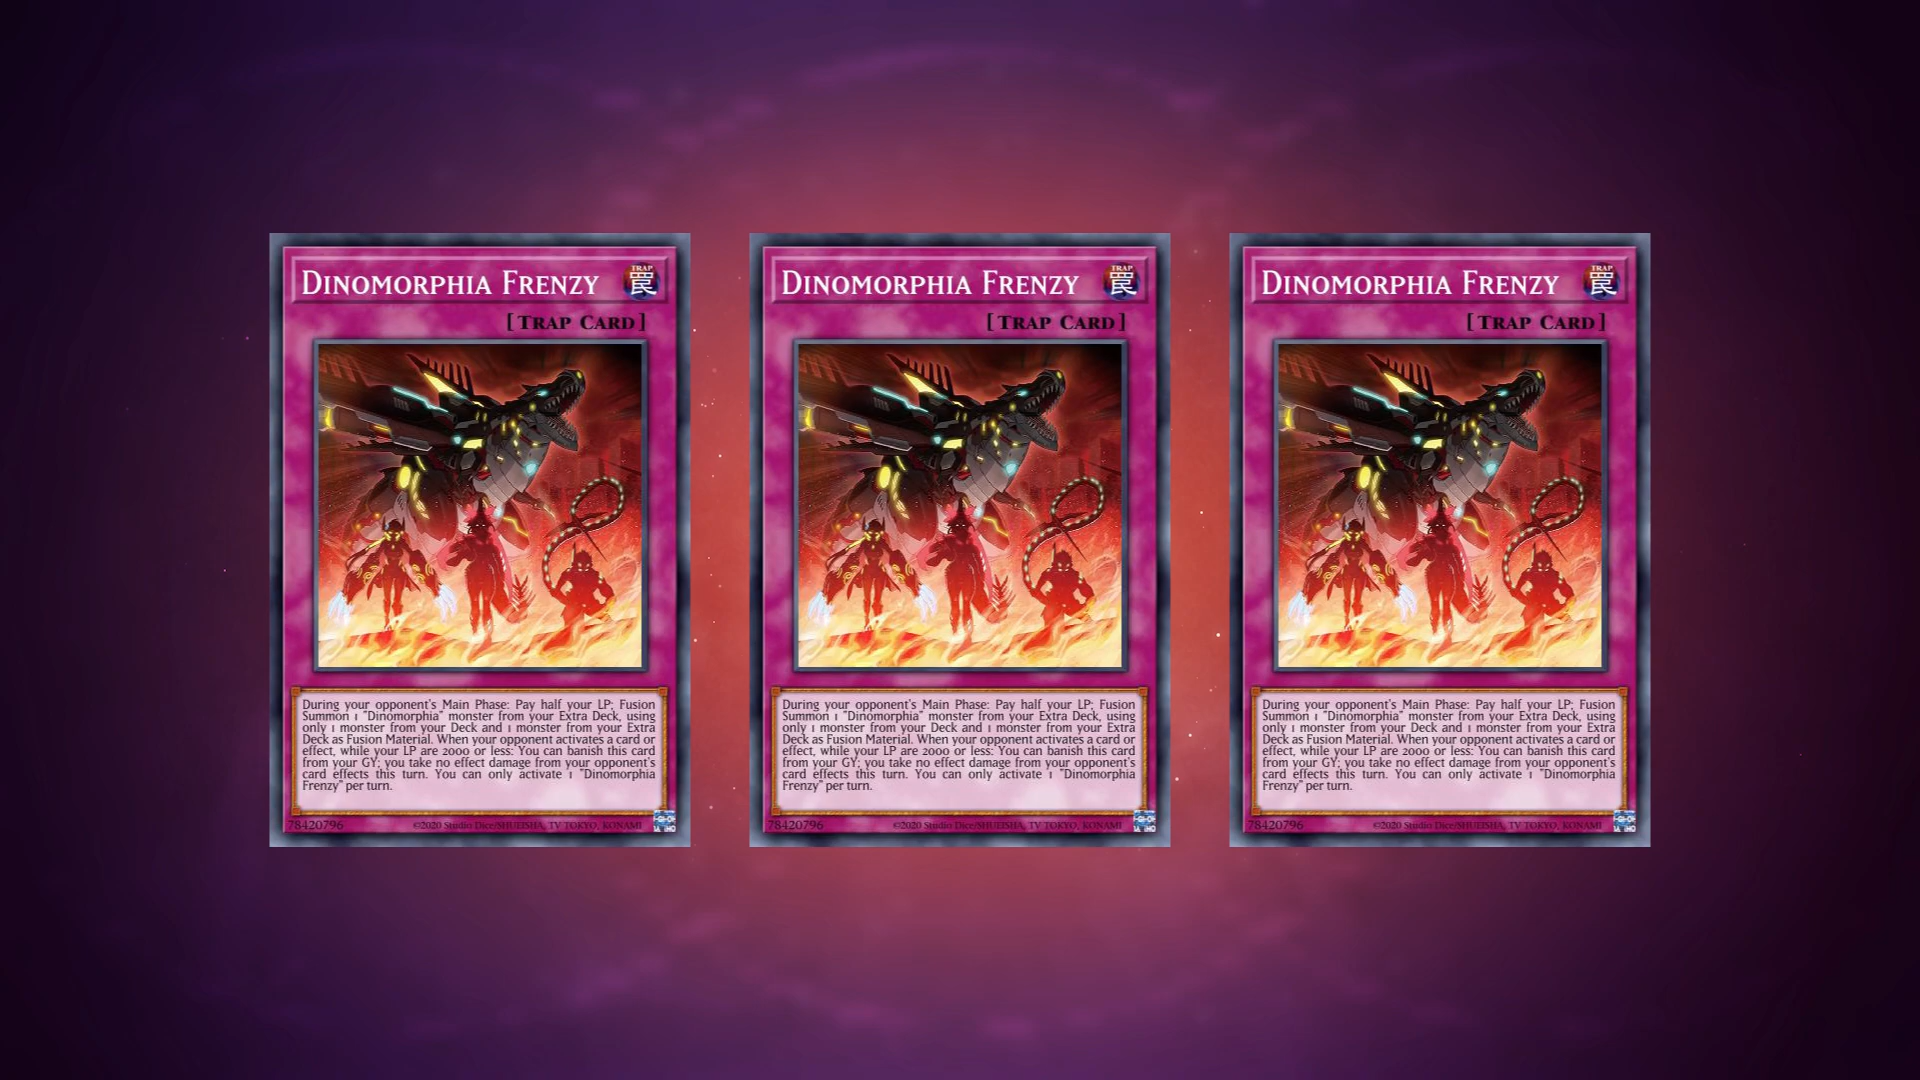 DINOMORPHIA FRENZY
TRAP
罠
[TRAP CARD]
During your opponent's Main Phase: Pay half your LP; Fusion
Summon 1 "Dinomorphia" monster from your Extra Deck, using
only 1 monster from your Deck and 1 monster from your Extra
Deck as Fusion Material. When your opponent activates a card or
effect, while your LP are 2000 or less: You can banish this card
from your GY; you take no effect damage from your opponent's
card effects this turn. You can only activate 1 "Dinomorphia
Frenzy" per turn.
78420796
©2020 Studio Dice/SHUEISHA, TV TOKYO, KONAMI
DINOMORPHIA FRENZY
TRAP
罠
[TRAP CARD]
During your opponent's Main Phase: Pay half your LP; Fusion
Summon 1 "Dinomorphia" monster from your Extra Deck, using
only 1 monster from your Deck and 1 monster from your Extra
Deck as Fusion Material. When your opponent activates a card or
effect, while your LP are 2000 or less: You can banish this card
from your GY; you take no effect damage from your opponent's
card effects this turn. You can only activate 1 "Dinomorphia
Frenzy" per turn.
78420796
©2020 Studio Dice/SHUEISHA, TV TOKYO, KONAMI
DINOMORPHIA FRENZY
TRAP
罠
[TRAP CARD]
During your opponent's Main Phase: Pay half your LP; Fusion
Summon 1 "Dinomorphia" monster from your Extra Deck, using
only 1 monster from your Deck and 1 monster from your Extra
Deck as Fusion Material. When your opponent activates a card or
effect, while your LP are 2000 or less: You can banish this card
from your GY; you take no effect damage from your opponent's
card effects this turn. You can only activate 1 "Dinomorphia
Frenzy" per turn.
78420796
©2020 Studio Dice/SHUEISHA, TV TOKYO, KONAMI